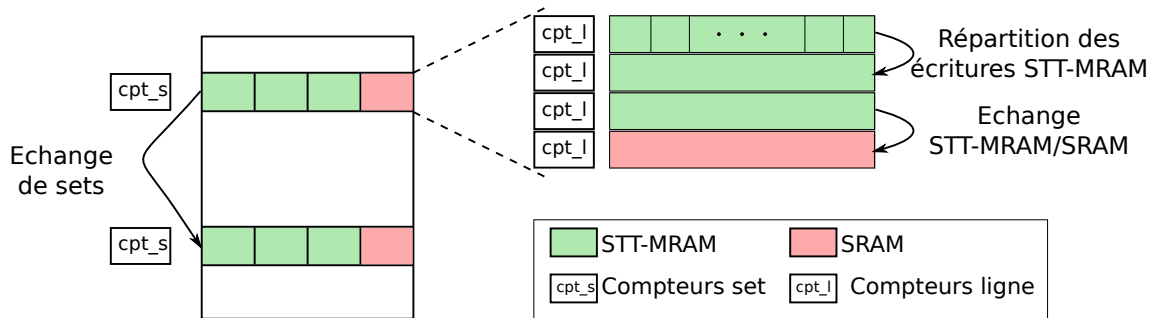 cpt_s
Echange
de sets
cpt_s
cpt_l
. . .
cpt_l
cpt_l
cpt_l
Répartition des
écritures STT-MRAM
Echange
STT-MRAM/SRAM
STT-MRAM
SRAM
cpt_s Compteurs set
cpt_l Compteurs ligne